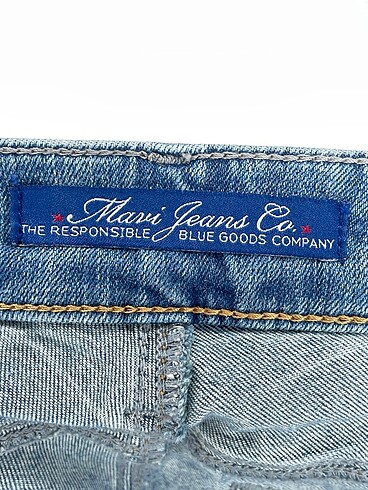 Mavi Jeans Co.
THE RESPONSIBLE BLUE GOODS COMPANY